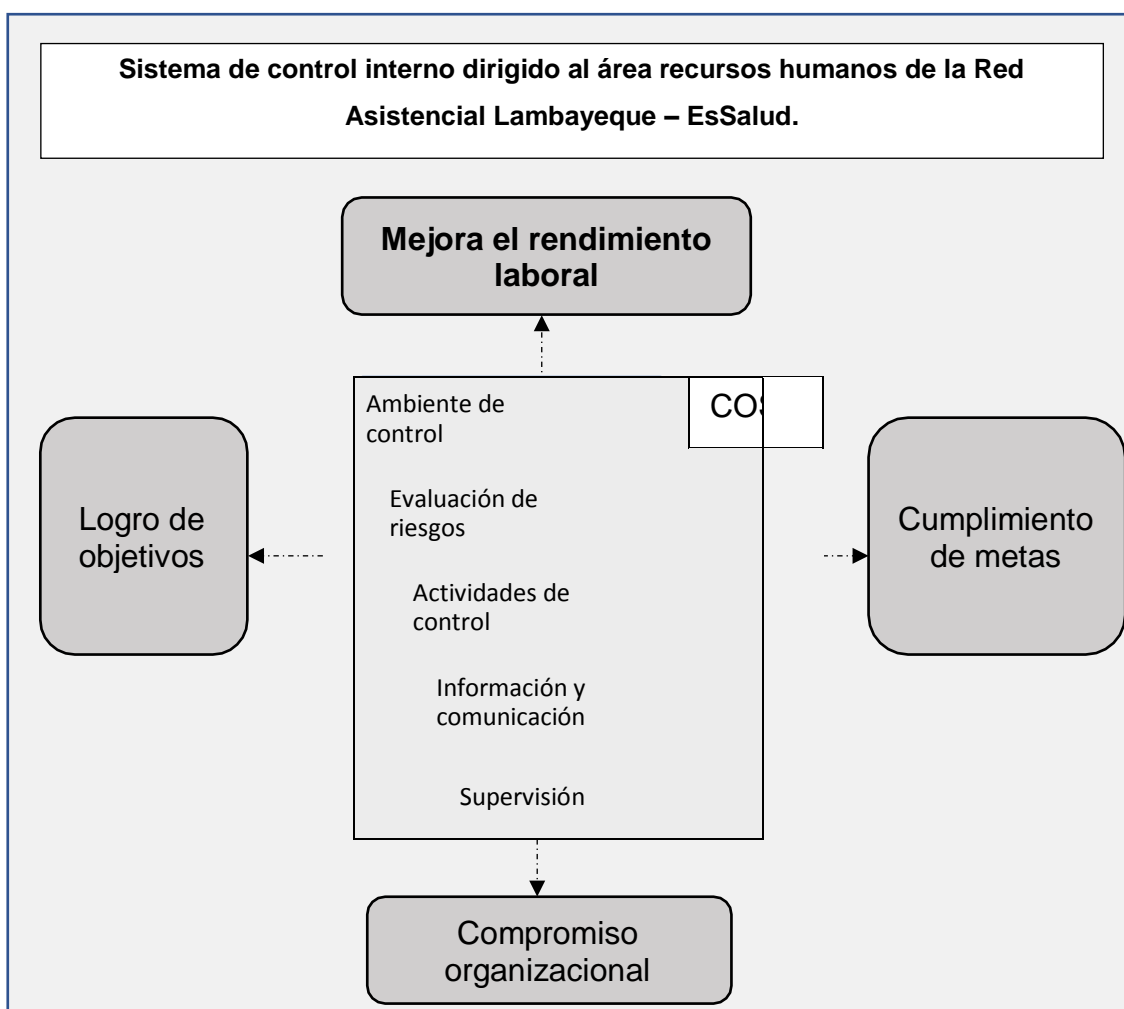 Sistema de control interno dirigido al área recursos humanos de la Red
Asistencial Lambayeque – EsSalud.
Mejora el rendimiento
laboral
Ambiente de
control
Evaluación de
riesgos
Actividades de
control
Información y
comunicación
Supervisión
Logro de
objetivos
Cumplimiento
de metas
Compromiso
organizacional